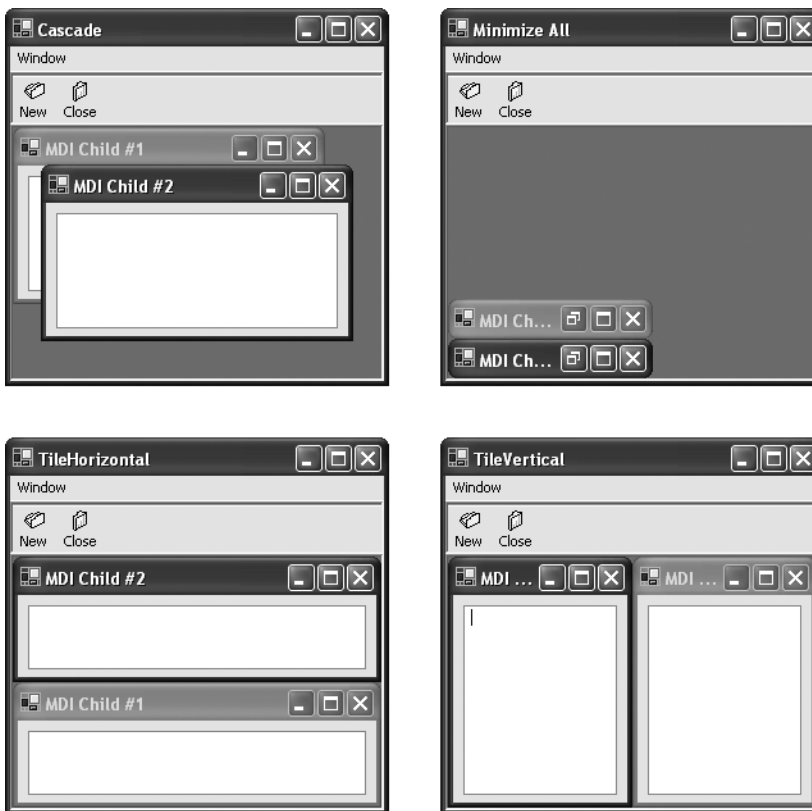 Cascade
Window
New Close
MDI Child #1
MDI Child #2
Minimize All
Window
New Close
MDI Ch...
MDI Ch...
TileHorizontal
Window
New Close
MDI Child #2
MDI Child #1
TileVertical
Window
New Close
MDI ...
MDI ...